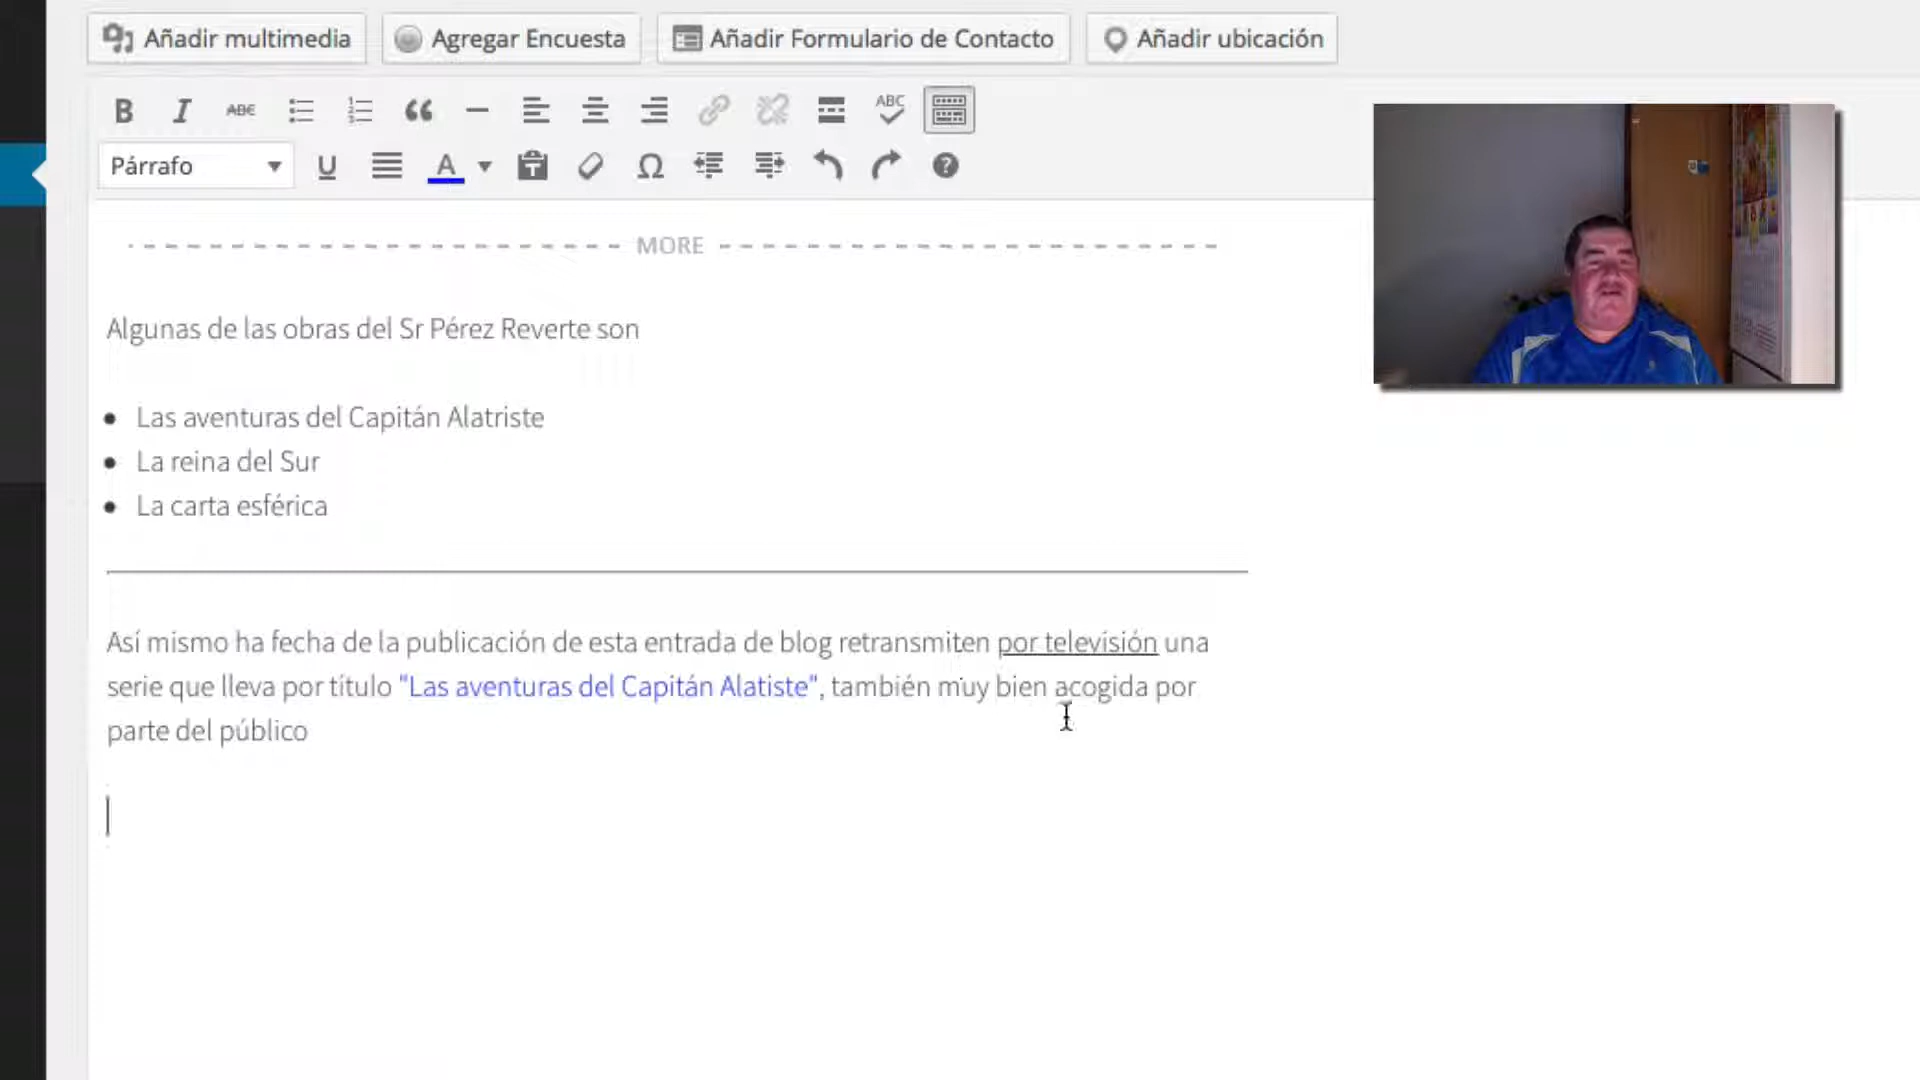 Añadir multimedia Agregar Encuesta Añadir Formulario de Contacto Añadir ubicación
B I ABE “ ABC
Párrafo U A T Ω ?
MORE
Algunas de las obras del Sr Pérez Reverte son
Las aventuras del Capitán Alatriste
La reina del Sur
La carta esférica
Así mismo ha fecha de la publicación de esta entrada de blog retransmiten por televisión una
serie que lleva por título "Las aventuras del Capitán Alatiste", también muy bien acogida por
parte del público